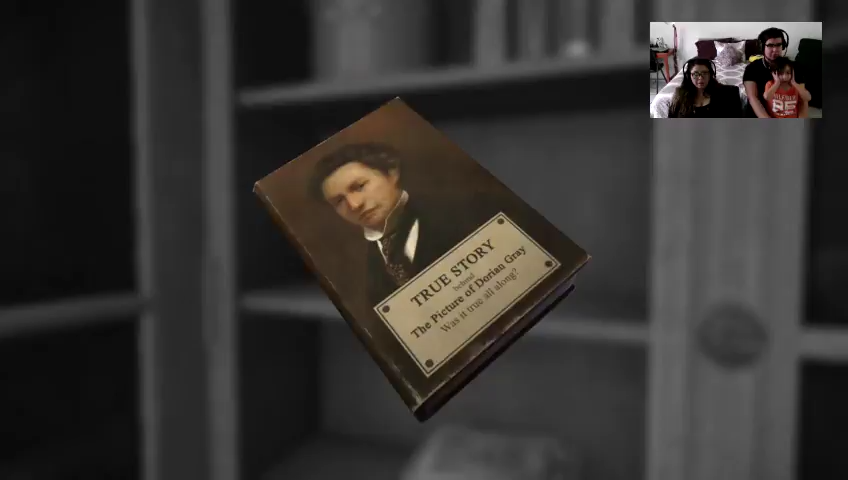 TRUE STORY
behind
The Picture of Dorian Gray
Was it true all along?